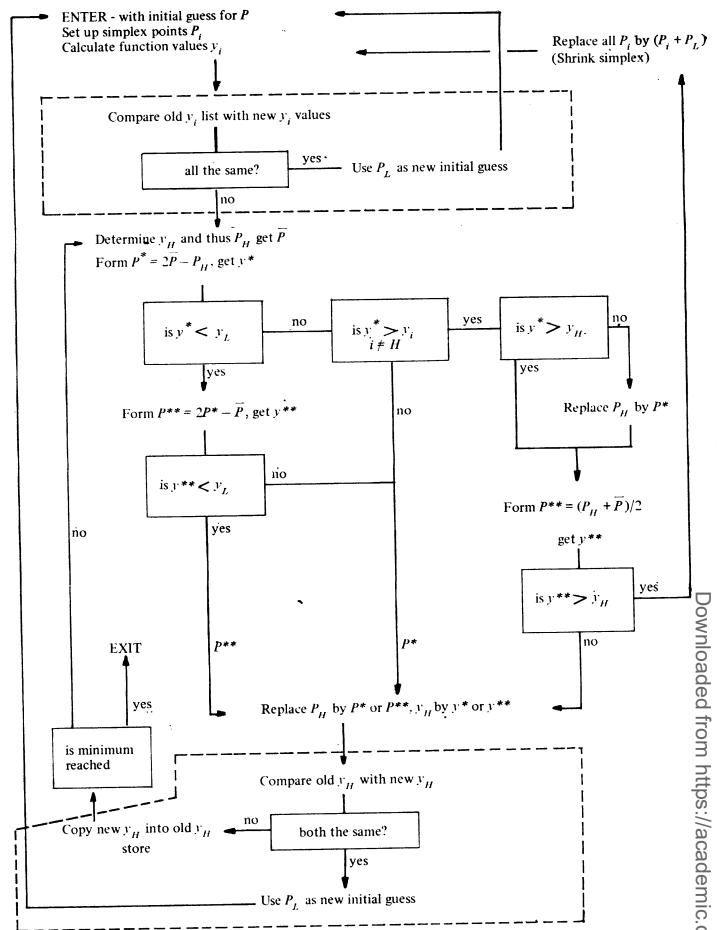 ENTER - with initial guess for P
Set up simplex points P_i
Calculate function values y_i
Replace all P_i by (P_i + P_L)
(Shrink simplex)
Compare old y_i list with new y_i values
all the same?
yes
Use P_L as new initial guess
no
Determine y_H and thus P_H get P̄
Form P* = 2P̄ – P_H, get y*
is y* < y_L
no
is y* > y_i
i ≠ H
yes
is y* > y_H
no
yes
yes
Form P** = 2P* – P̄, get y**
no
Replace P_H by P*
is y** < y_L
no
yes
Form P** = (P_H + P̄)/2
get y**
no
is y** > y_H
yes
no
EXIT
P**
P*
yes
Replace P_H by P* or P**, y_H by y* or y**
is minimum
reached
Compare old y_H with new y_H
Copy new y_H into old y_H
store
no
both the same?
yes
Use P_L as new initial guess
Downloaded from https://academic.o